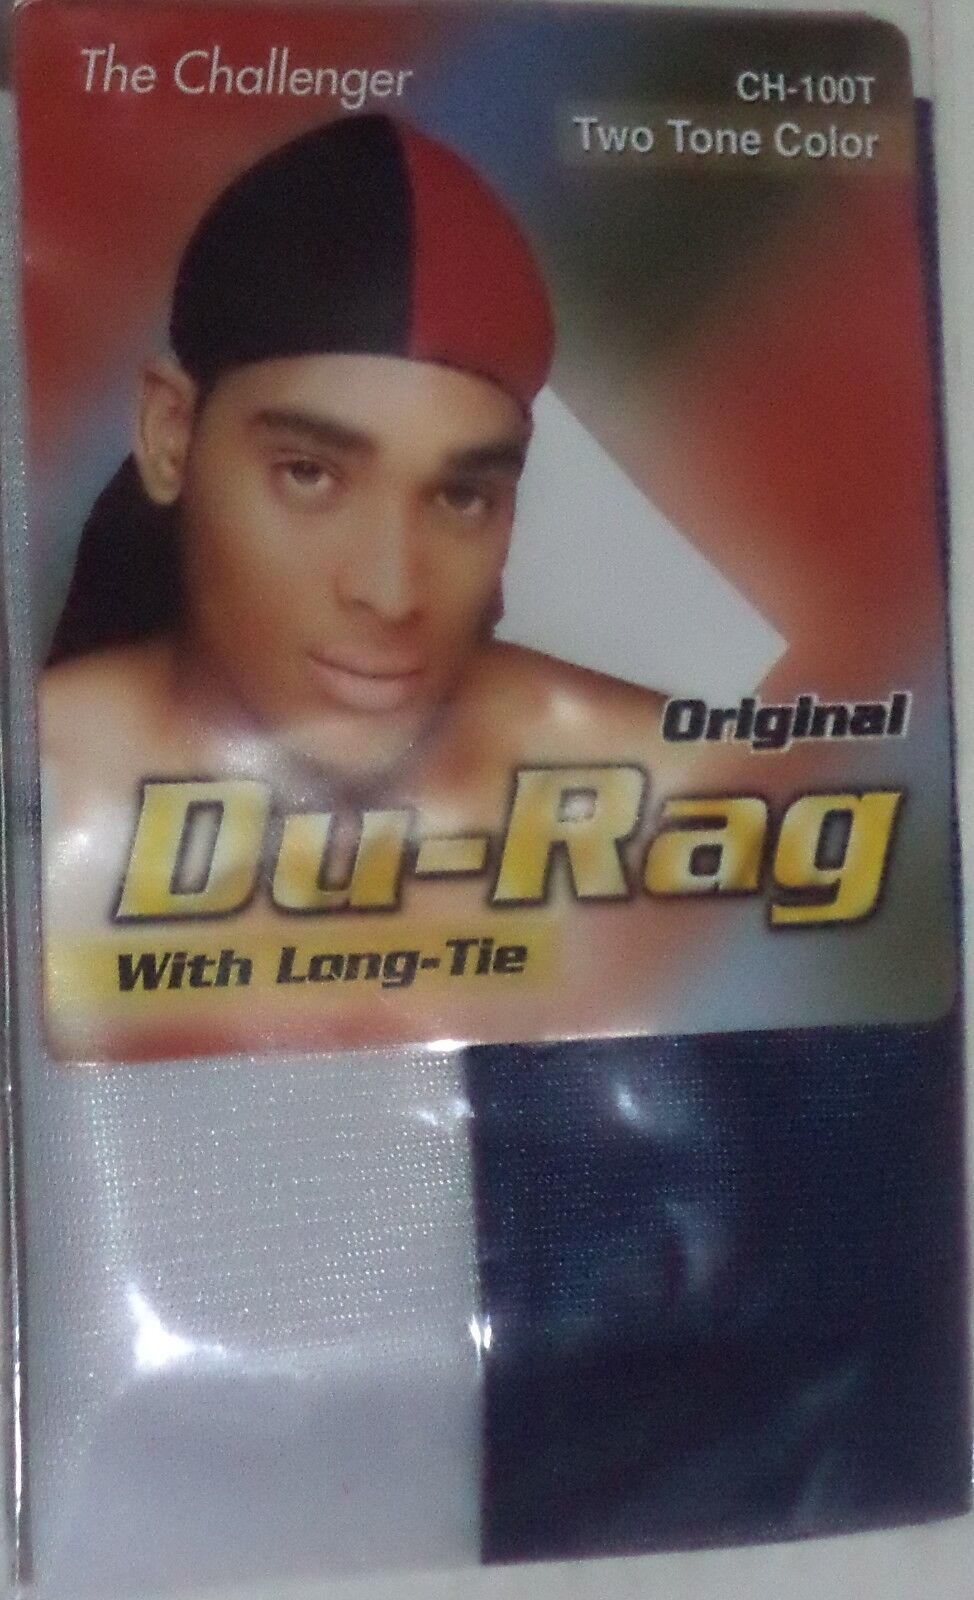 The Challenger
CH-100T
Two Tone Color
Original
Du-Rag
With Long-Tie